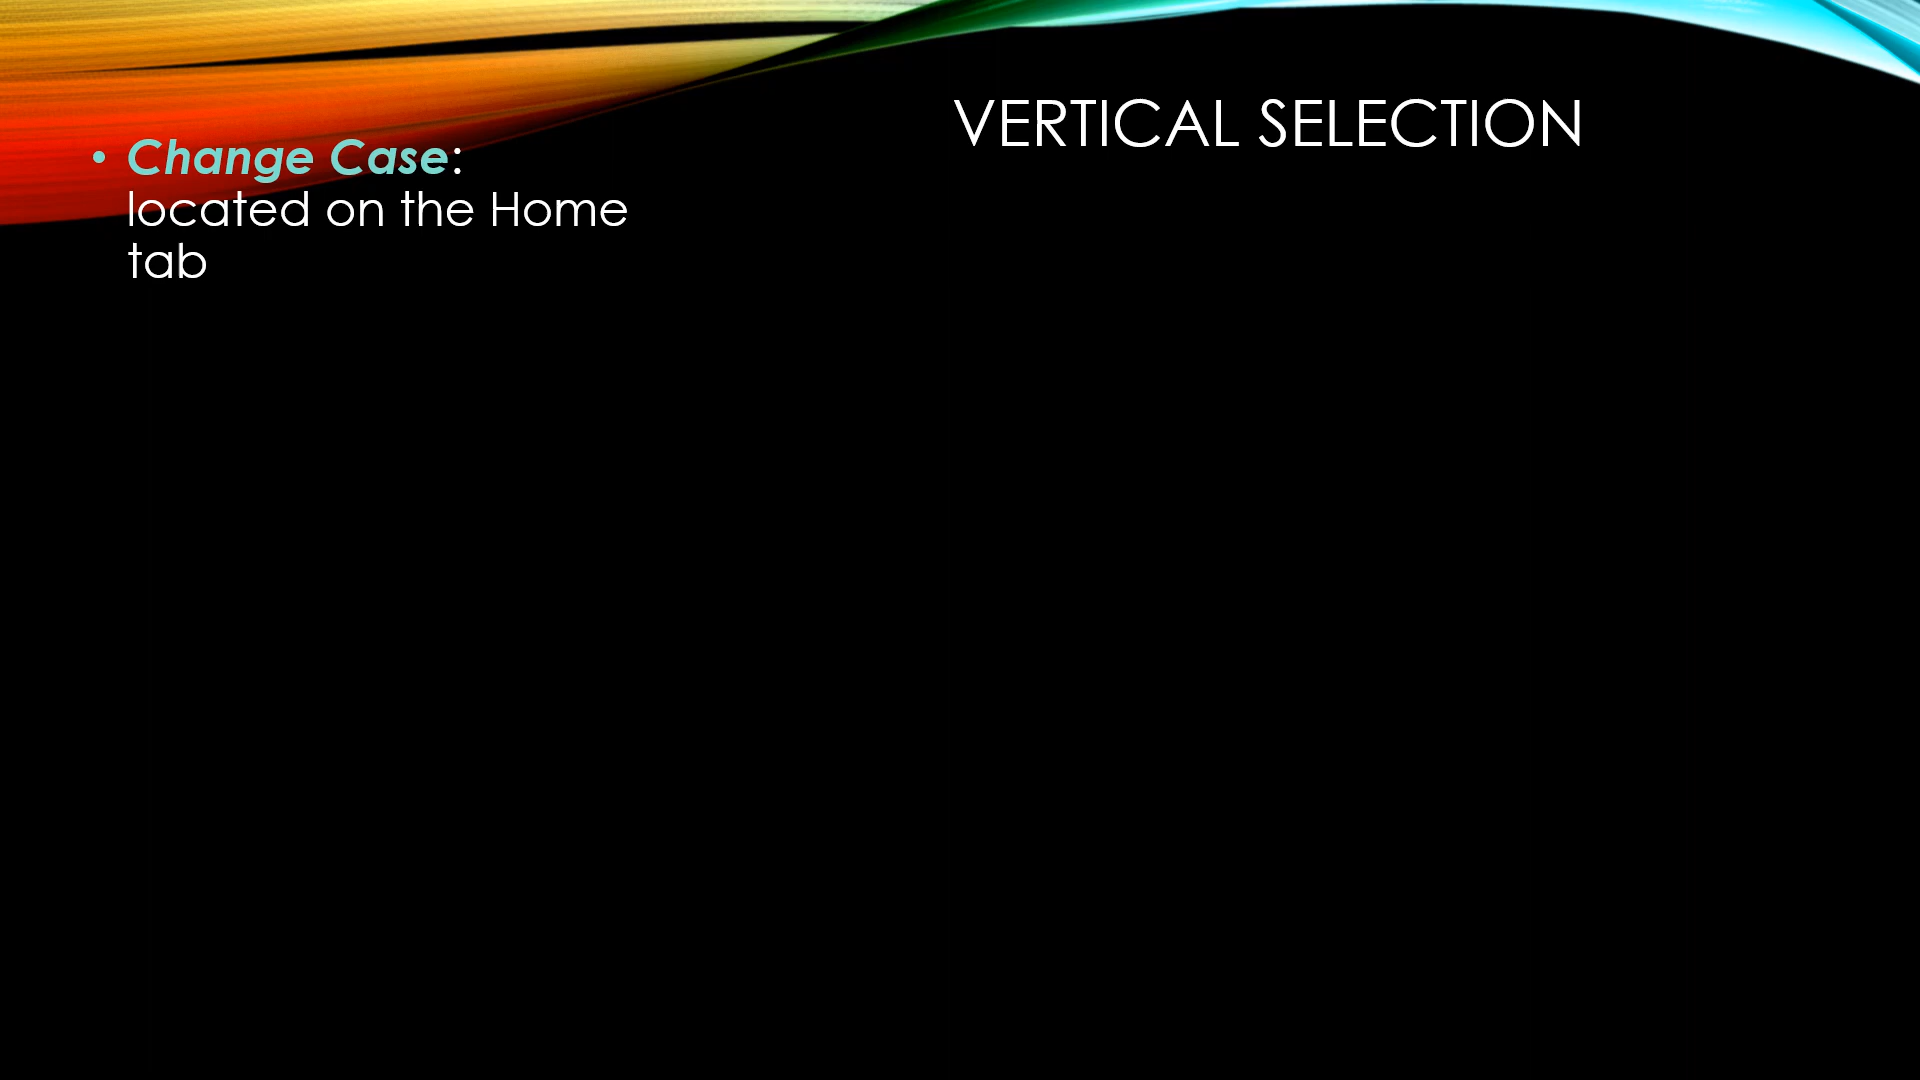 VERTICAL SELECTION
• Change Case:
located on the Home
tab